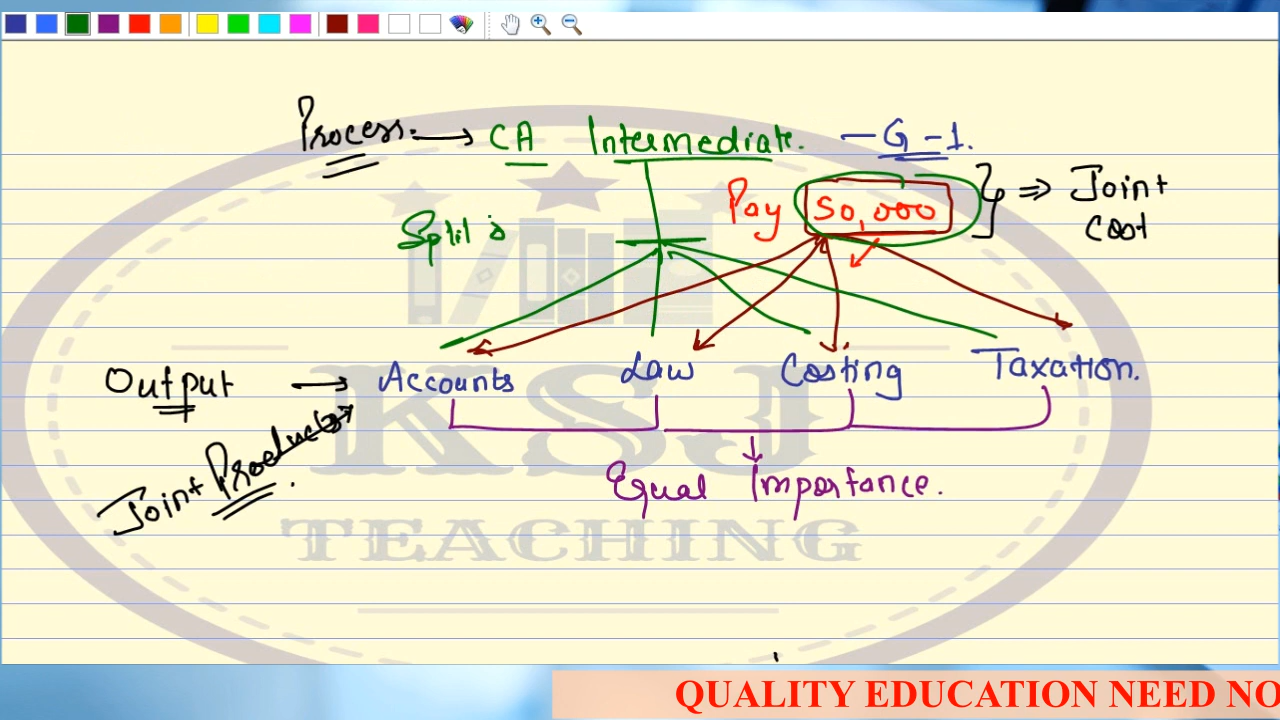 Process. → CA Intermediate. — G-1.
Pay 50,000 } ⇒ Joint
Cost
Split
Output → Accounts Law Costing Taxation.
Joint Products
Equal Importance.
KSJ
TEACHING
QUALITY EDUCATION NEED NO